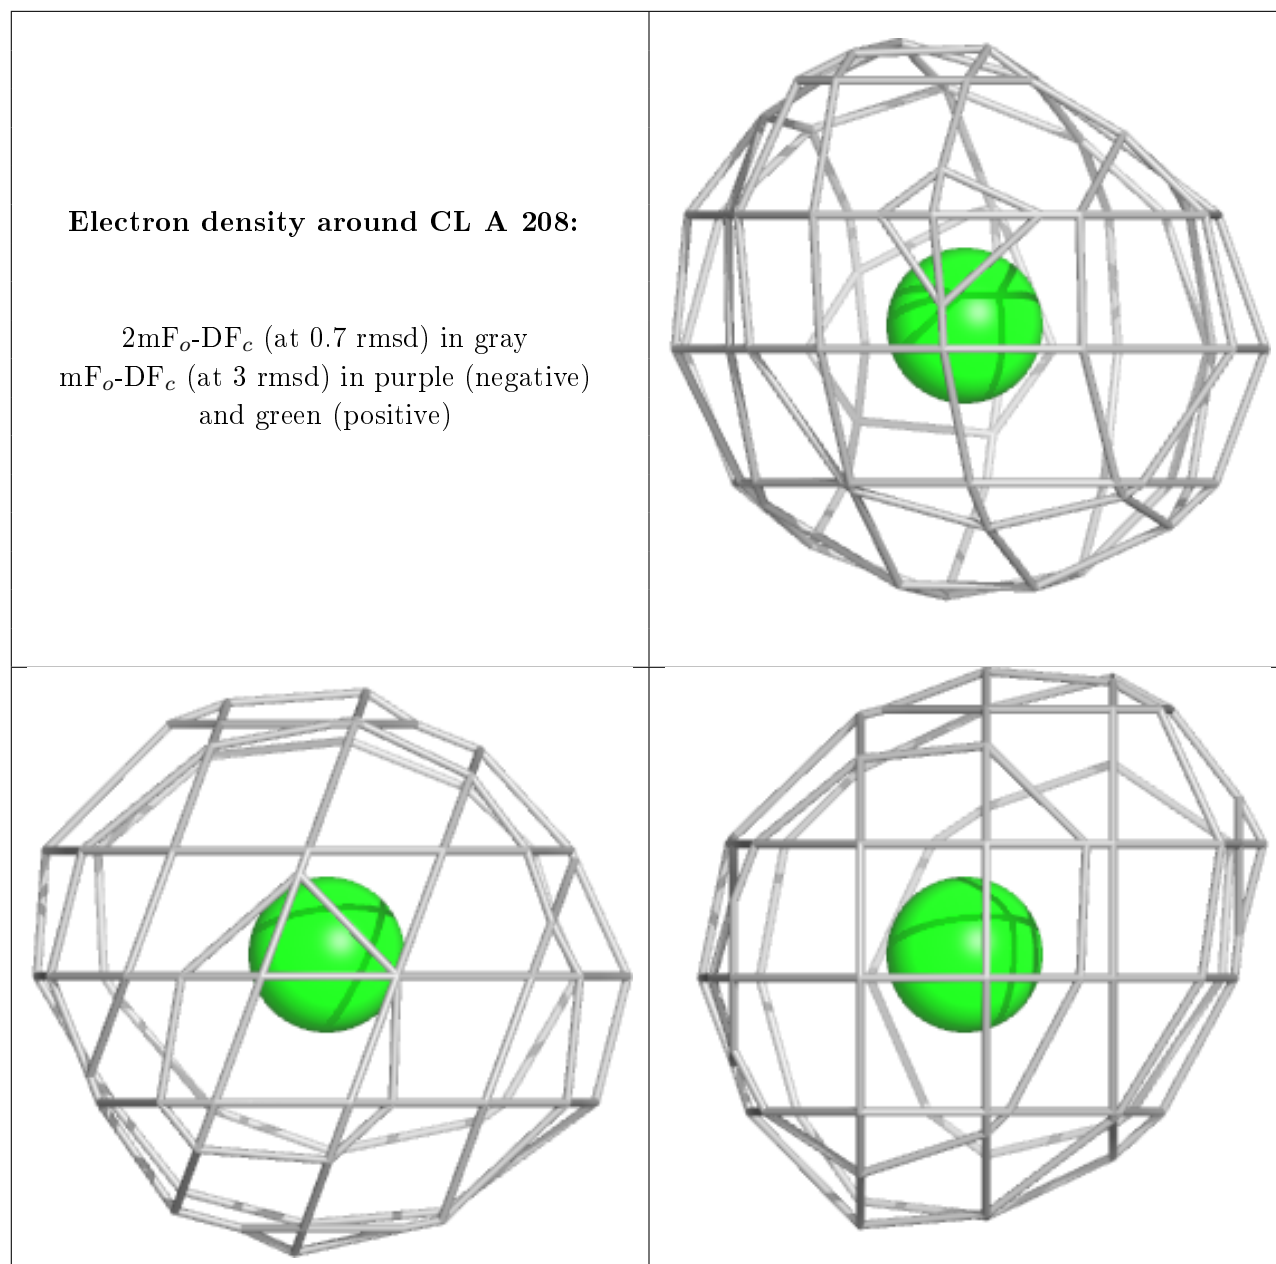 Electron density around CL A 208:
2mFo-DFc (at 0.7 rmsd) in gray
mFo-DFc (at 3 rmsd) in purple (negative)
and green (positive)